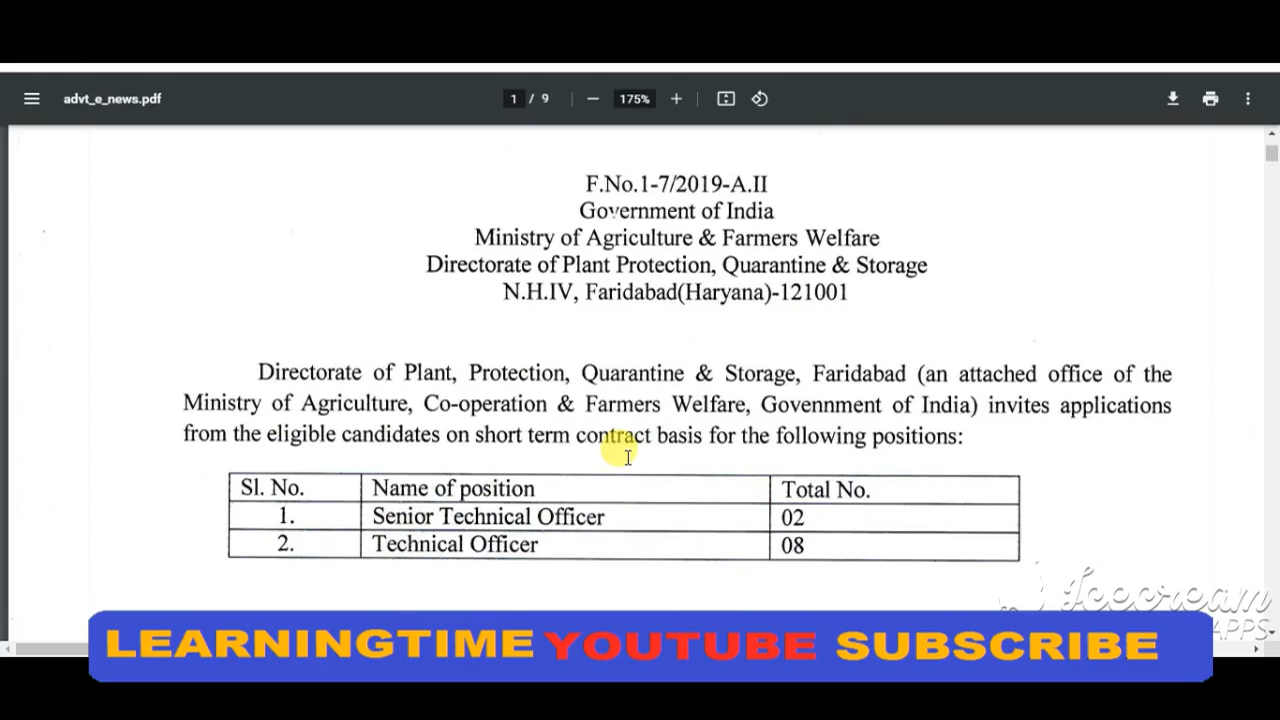 advt_e_news.pdf
1 / 9
175%
F.No.1-7/2019-A.II
Government of India
Ministry of Agriculture & Farmers Welfare
Directorate of Plant Protection, Quarantine & Storage
N.H.IV, Faridabad(Haryana)-121001
Directorate of Plant, Protection, Quarantine & Storage, Faridabad (an attached office of the
Ministry of Agriculture, Co-operation & Farmers Welfare, Govennment of India) invites applications
from the eligible candidates on short term contract basis for the following positions:
Sl. No. Name of position Total No.
1. Senior Technical Officer 02
2. Technical Officer 08
Icecream
APPS
LEARNINGTIME YOUTUBE SUBSCRIBE